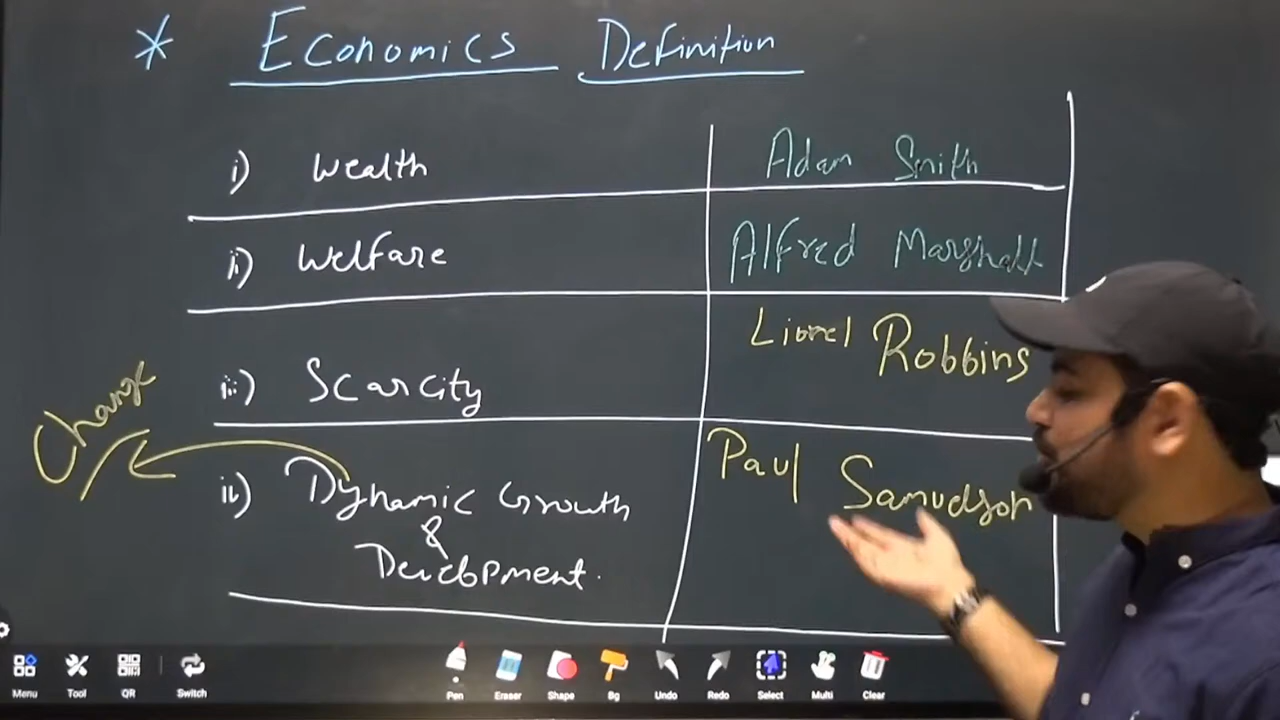 * Economics Definition
i) Wealth Adam Smith
ii) Welfare Alfred Marshall
iii) Scarcity Lionel Robbins
Change
iv) Dynamic Growth Paul Samudson
&
Development.
Menu Tool QR Switch Pen Eraser Shape Bg Undo Redo Select Multi Clear